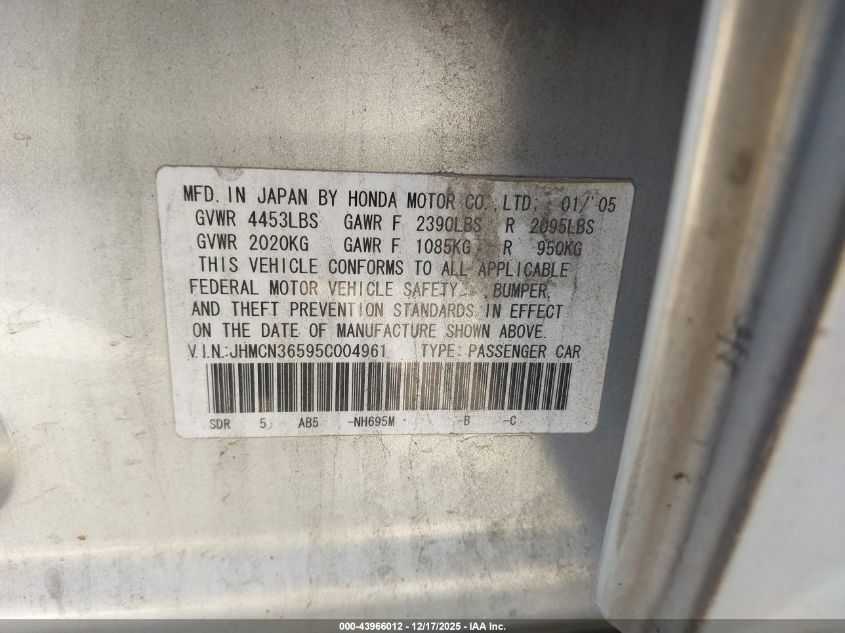 MFD. IN JAPAN BY HONDA MOTOR CO., LTD. 01/'05
GVWR 4453LBS GAWR F 2390LBS R 2095LBS
GVWR 2020KG GAWR F 1085KG R 950KG
THIS VEHICLE CONFORMS TO ALL APPLICABLE
FEDERAL MOTOR VEHICLE SAFETY, BUMPER,
AND THEFT PREVENTION STANDARDS IN EFFECT
ON THE DATE OF MANUFACTURE SHOWN ABOVE.
V.I.N.:JHMCN36595C004961 TYPE: PASSENGER CAR
SDR 5 AB5 -NH695M -B -C
000-43966012 - 12/17/2025 - IAA Inc.